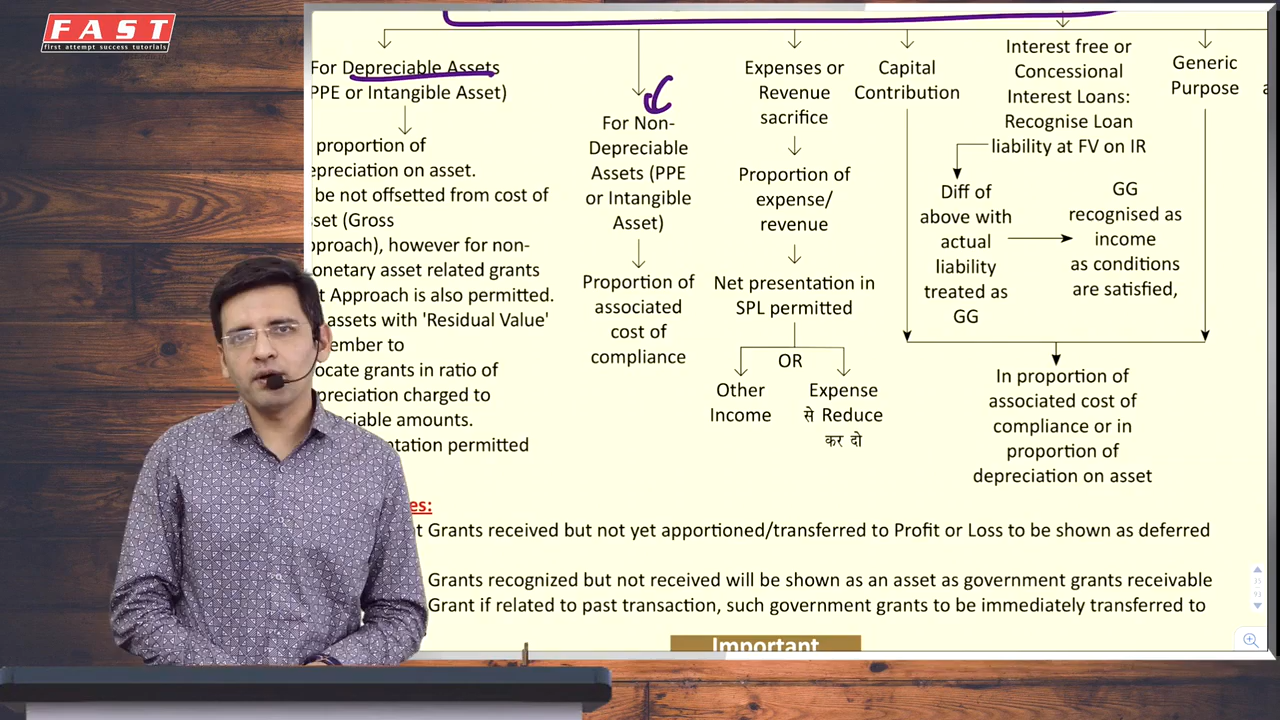 FAST
first attempt success tutorials
For Depreciable Assets
PPE or Intangible Asset)
proportion of
epreciation on asset.
be not offsetted from cost of
set (Gross
pproach), however for non-
onetary asset related grants
t Approach is also permitted.
assets with 'Residual Value'
ember to
ocate grants in ratio of
preciation charged to
ciable amounts.
tation permitted
For Non-
Depreciable
Assets (PPE
or Intangible
Asset)
Proportion of
associated
cost of
compliance
Expenses or
Revenue
sacrifice
Proportion of
expense/
revenue
Net presentation in
SPL permitted
OR
Other
Income
Expense
से Reduce
कर दो
Capital
Contribution
Interest free or
Concessional
Interest Loans:
Recognise Loan
liability at FV on IR
Diff of
above with
actual
liability
treated as
GG
GG
recognised as
income
as conditions
are satisfied,
Generic
Purpose
In proportion of
associated cost of
compliance or in
proportion of
depreciation on asset
es:
t Grants received but not yet apportioned/transferred to Profit or Loss to be shown as deferred
Grants recognized but not received will be shown as an asset as government grants receivable
Grant if related to past transaction, such government grants to be immediately transferred to
Important